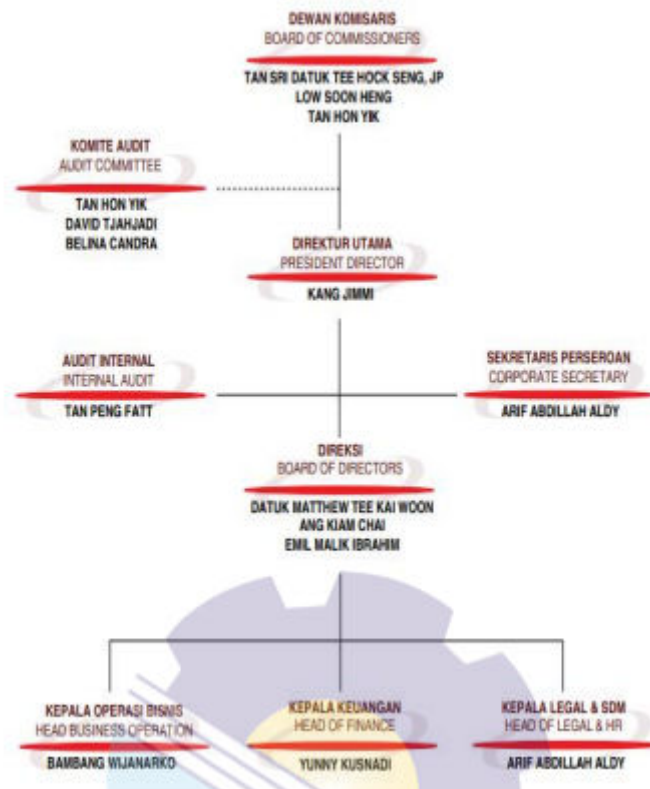 DEWAN KOMISARIS
BOARD OF COMMISSIONERS
TAN SRI DATUK TEE HOCK SENG, JP
LOW SOON HENG
TAN HON YIK
KOMITE AUDIT
AUDIT COMMITTEE
TAN HON YIK
DAVID TJAHJADI
BELINA CANDRA
DIREKTUR UTAMA
PRESIDENT DIRECTOR
KANG JIMMI
AUDIT INTERNAL
INTERNAL AUDIT
TAN PENG FATT
SEKRETARIS PERSEROAN
CORPORATE SECRETARY
ARIF ABDILLAH ALDY
DIREKSI
BOARD OF DIRECTORS
DATUK MATTHEW TEE KAI WOON
ANG KIAM CHAI
EMIL MALIK IBRAHIM
KEPALA OPERASI BISNIS
HEAD BUSINESS OPERATION
BAMBANG WIJANARKO
KEPALA KEUANGAN
HEAD OF FINANCE
YUNNY KUSNADI
KEPALA LEGAL & SDM
HEAD OF LEGAL & HR
ARIF ABDILLAH ALDY